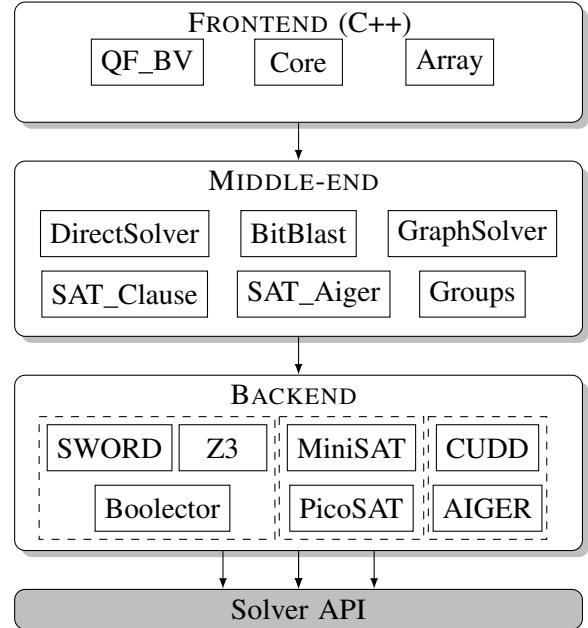 FRONTEND (C++)
QF_BV Core Array
MIDDLE-END
DirectSolver BitBlast GraphSolver
SAT_Clause SAT_Aiger Groups
BACKEND
SWORD Z3 MiniSAT CUDD
Boolector PicoSAT AIGER
Solver API